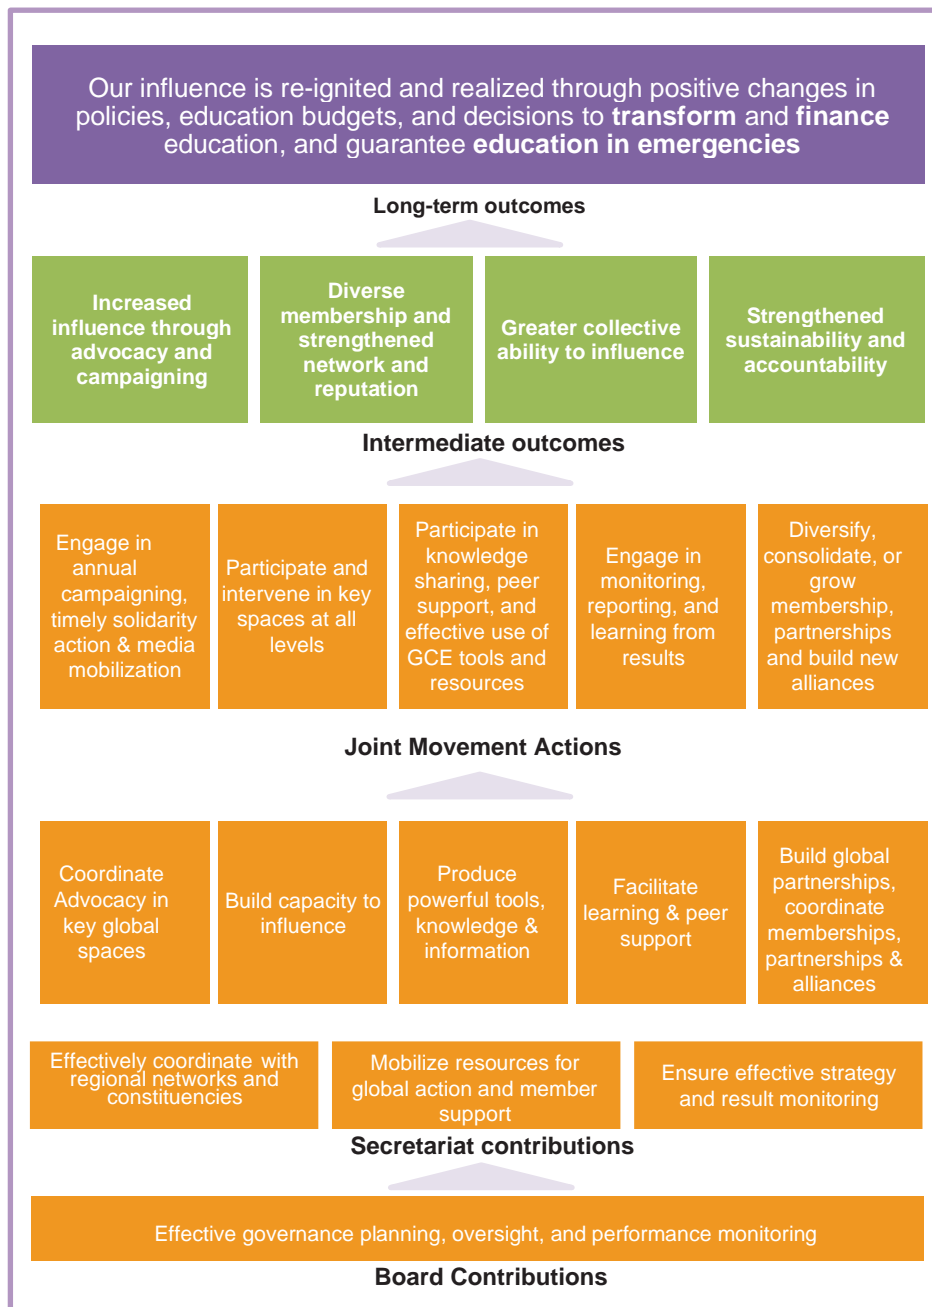 Our influence is re-ignited and realized through positive changes in
policies, education budgets, and decisions to transform and finance
education, and guarantee education in emergencies
Long-term outcomes
Increased
influence through
advocacy and
campaigning
Diverse
membership and
strengthened
network and
reputation
Greater collective
ability to influence
Strengthened
sustainability and
accountability
Intermediate outcomes
Engage in
annual
campaigning,
timely solidarity
action & media
mobilization
Participate and
intervene in key
spaces at all
levels
Participate in
knowledge
sharing, peer
support, and
effective use of
GCE tools and
resources
Engage in
monitoring,
reporting, and
learning from
results
Diversify,
consolidate, or
grow
membership,
partnerships
and build new
alliances
Joint Movement Actions
Coordinate
Advocacy in
key global
spaces
Build capacity to
influence
Produce
powerful tools,
knowledge &
information
Facilitate
learning & peer
support
Build global
partnerships,
coordinate
memberships,
partnerships &
alliances
Effectively coordinate with
regional networks and
constituencies
Mobilize resources for
global action and member
support
Ensure effective strategy
and result monitoring
Secretariat contributions
Effective governance planning, oversight, and performance monitoring
Board Contributions